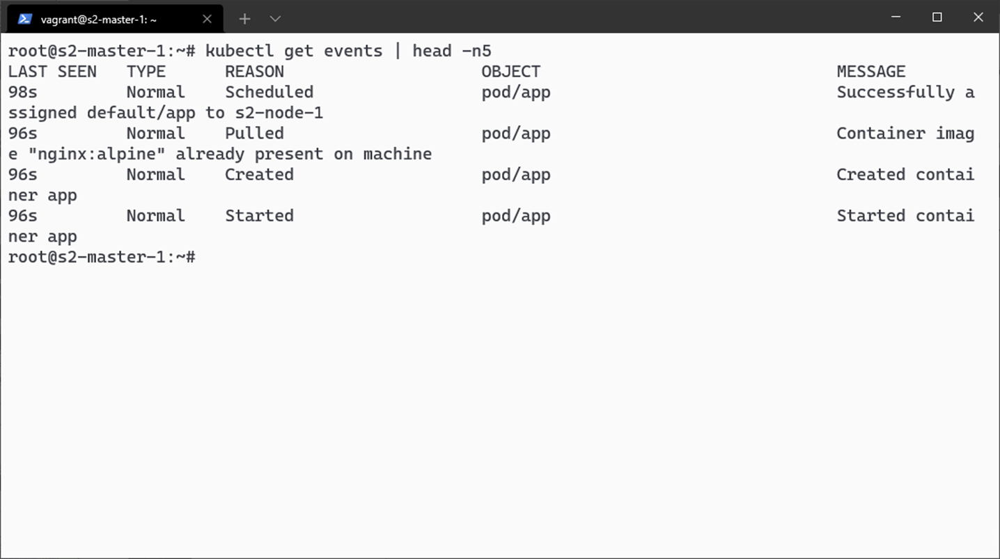 vagrant@s2-master-1: ~
root@s2-master-1:~# kubectl get events | head -n5
LAST SEEN   TYPE      REASON                    OBJECT                              MESSAGE
98s         Normal    Scheduled                 pod/app                             Successfully a
ssigned default/app to s2-node-1
96s         Normal    Pulled                    pod/app                             Container imag
e "nginx:alpine" already present on machine
96s         Normal    Created                   pod/app                             Created contai
ner app
96s         Normal    Started                   pod/app                             Started contai
ner app
root@s2-master-1:~#